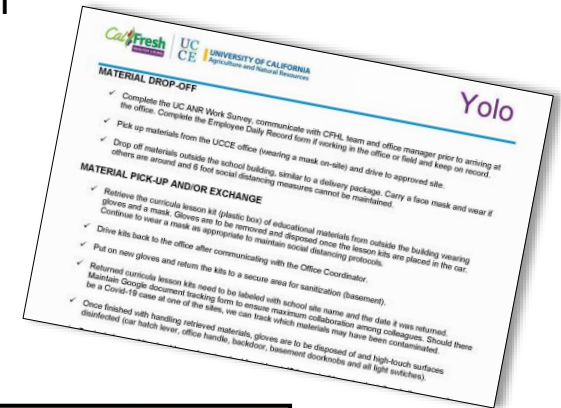 CalFresh
HEALTHY LIVING
UC
CE
UNIVERSITY OF CALIFORNIA
Agriculture and Natural Resources
Yolo
MATERIAL DROP-OFF
✓ Complete the UC ANR Work Survey, communicate with CFHL team and office manager prior to arriving at
the office. Complete the Employee Daily Record form if working in the office or field and keep on record.
✓ Pick up materials from the UCCE office (wearing a mask on-site) and drive to approved site.
✓ Drop off materials outside the school building, similar to a delivery package. Carry a face mask and wear if
others are around and 6 foot social distancing measures cannot be maintained.
MATERIAL PICK-UP AND/OR EXCHANGE
✓ Retrieve the curricula lesson kit (plastic box) of educational materials from outside the building wearing
gloves and a mask. Gloves are to be removed and disposed once the lesson kits are placed in the car.
Continue to wear a mask as appropriate to maintain social distancing protocols.
✓ Drive kits back to the office after communicating with the Office Coordinator.
✓ Put on new gloves and return the kits to a secure area for sanitization (basement).
✓ Returned curricula lesson kits need to be labeled with school site name and the date it was returned.
Maintain Google document tracking form to ensure maximum collaboration among colleagues. Should there
be a Covid-19 case at one of the sites, we can track which materials may have been contaminated.
✓ Once finished with handling retrieved materials, gloves are to be disposed of and high-touch surfaces
disinfected (car hatch lever, office handle, backdoor, basement doorknobs and all light swtiches).